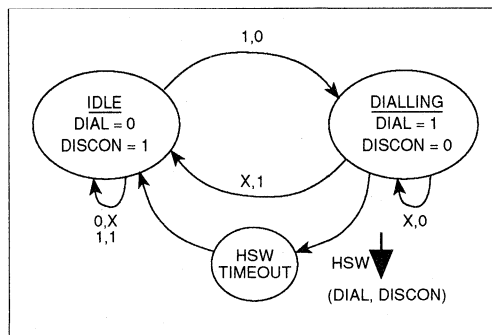 1,0
IDLE
DIAL = 0
DISCON = 1
DIALLING
DIAL = 1
DISCON = 0
X,1
0,X
1,1
X,0
HSW
TIMEOUT
HSW
(DIAL, DISCON)